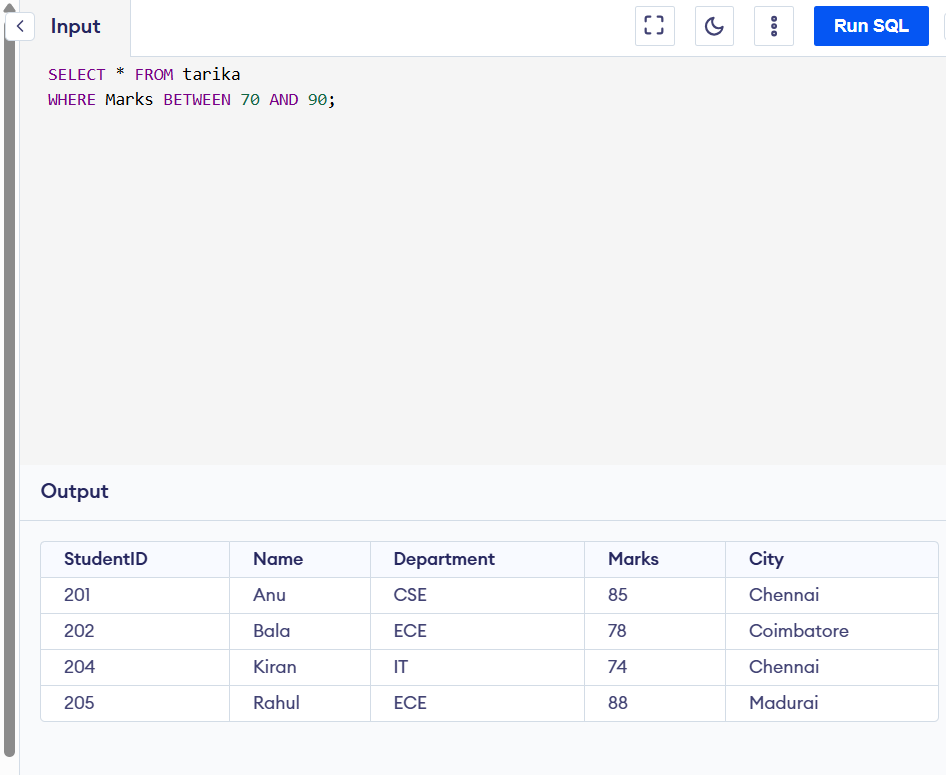 Input
Run SQL
SELECT * FROM tarika
WHERE Marks BETWEEN 70 AND 90;
Output
StudentID Name Department Marks City
201 Anu CSE 85 Chennai
202 Bala ECE 78 Coimbatore
204 Kiran IT 74 Chennai
205 Rahul ECE 88 Madurai